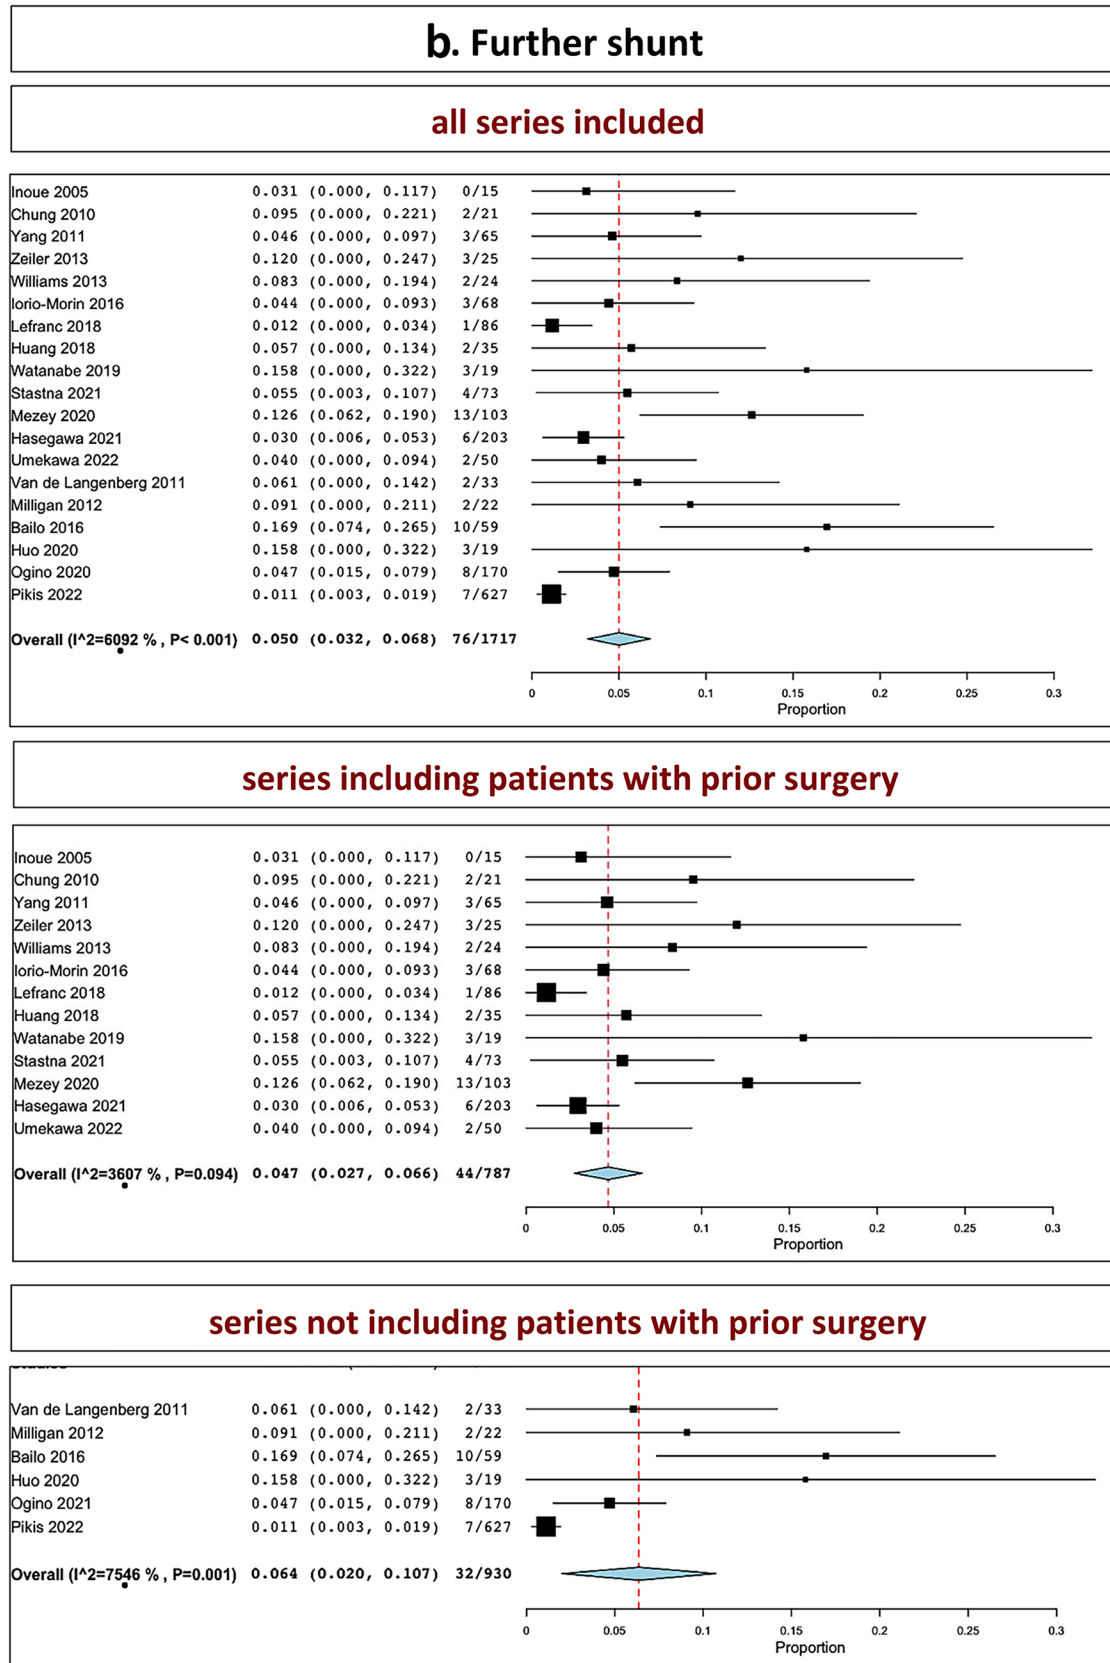 b. Further shunt
all series included
Inoue 2005 0.031 (0.000, 0.117) 0/15
Chung 2010 0.095 (0.000, 0.221) 2/21
Yang 2011 0.046 (0.000, 0.097) 3/65
Zeiler 2013 0.120 (0.000, 0.247) 3/25
Williams 2013 0.083 (0.000, 0.194) 2/24
Iorio-Morin 2016 0.044 (0.000, 0.093) 3/68
Lefranc 2018 0.012 (0.000, 0.034) 1/86
Huang 2018 0.057 (0.000, 0.134) 2/35
Watanabe 2019 0.158 (0.000, 0.322) 3/19
Stastna 2021 0.055 (0.003, 0.107) 4/73
Mezey 2020 0.126 (0.062, 0.190) 13/103
Hasegawa 2021 0.030 (0.006, 0.053) 6/203
Umekawa 2022 0.040 (0.000, 0.094) 2/50
Van de Langenberg 2011 0.061 (0.000, 0.142) 2/33
Milligan 2012 0.091 (0.000, 0.211) 2/22
Bailo 2016 0.169 (0.074, 0.265) 10/59
Huo 2020 0.158 (0.000, 0.322) 3/19
Ogino 2020 0.047 (0.015, 0.079) 8/170
Pikis 2022 0.011 (0.003, 0.019) 7/627
Overall (I^2=6092 % , P< 0.001) 0.050 (0.032, 0.068) 76/1717
0 0.05 0.1 0.15 0.2 0.25 0.3
Proportion
series including patients with prior surgery
Inoue 2005 0.031 (0.000, 0.117) 0/15
Chung 2010 0.095 (0.000, 0.221) 2/21
Yang 2011 0.046 (0.000, 0.097) 3/65
Zeiler 2013 0.120 (0.000, 0.247) 3/25
Williams 2013 0.083 (0.000, 0.194) 2/24
Iorio-Morin 2016 0.044 (0.000, 0.093) 3/68
Lefranc 2018 0.012 (0.000, 0.034) 1/86
Huang 2018 0.057 (0.000, 0.134) 2/35
Watanabe 2019 0.158 (0.000, 0.322) 3/19
Stastna 2021 0.055 (0.003, 0.107) 4/73
Mezey 2020 0.126 (0.062, 0.190) 13/103
Hasegawa 2021 0.030 (0.006, 0.053) 6/203
Umekawa 2022 0.040 (0.000, 0.094) 2/50
Overall (I^2=3607 % , P=0.094) 0.047 (0.027, 0.066) 44/787
0 0.05 0.1 0.15 0.2 0.25 0.3
Proportion
series not including patients with prior surgery
Van de Langenberg 2011 0.061 (0.000, 0.142) 2/33
Milligan 2012 0.091 (0.000, 0.211) 2/22
Bailo 2016 0.169 (0.074, 0.265) 10/59
Huo 2020 0.158 (0.000, 0.322) 3/19
Ogino 2021 0.047 (0.015, 0.079) 8/170
Pikis 2022 0.011 (0.003, 0.019) 7/627
Overall (I^2=7546 % , P=0.001) 0.064 (0.020, 0.107) 32/930
0 0.05 0.1 0.15 0.2 0.25 0.3
Proportion